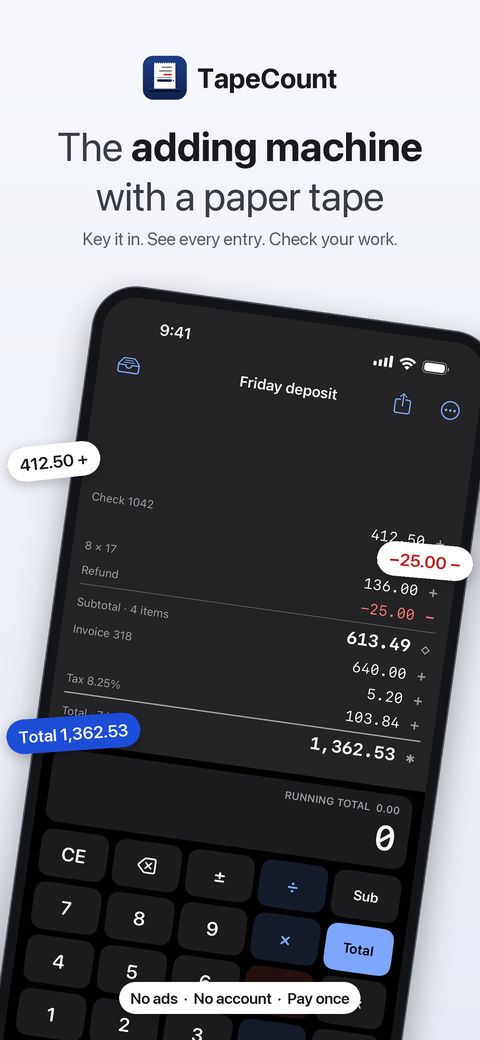 TapeCount
The adding machine
with a paper tape
Key it in. See every entry. Check your work.
9:41
Friday deposit
412.50 +
Check 1042
412.50 +
−25.00 −
8 × 17
136.00 +
Refund
−25.00 −
Subtotal · 4 items
613.49 ◇
Invoice 318
640.00 +
5.20 +
Tax 8.25%
103.84 +
Total
Total 1,362.53
1,362.53 *
RUNNING TOTAL 0.00
0
CE ⌫ ± ÷ Sub
7 8 9 × Total
4 5 6
No ads · No account · Pay once
1 2 3